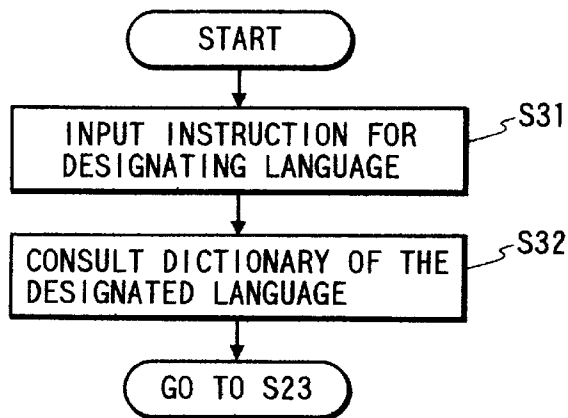 START
INPUT INSTRUCTION FOR
DESIGNATING LANGUAGE
S31
CONSULT DICTIONARY OF THE
DESIGNATED LANGUAGE
S32
GO TO S23